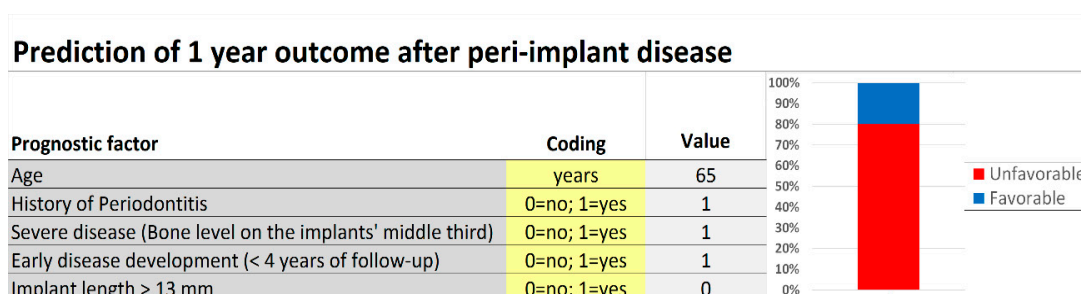 Prediction of 1 year outcome after peri-implant disease
Prognostic factor Coding Value
Age years 65
History of Periodontitis 0=no; 1=yes 1
Severe disease (Bone level on the implants' middle third) 0=no; 1=yes 1
Early disease development (< 4 years of follow-up) 0=no; 1=yes 1
Implant length > 13 mm 0=no; 1=yes 0
100%
90%
80%
70%
60%
50%
40%
30%
20%
10%
0%
Unfavorable
Favorable